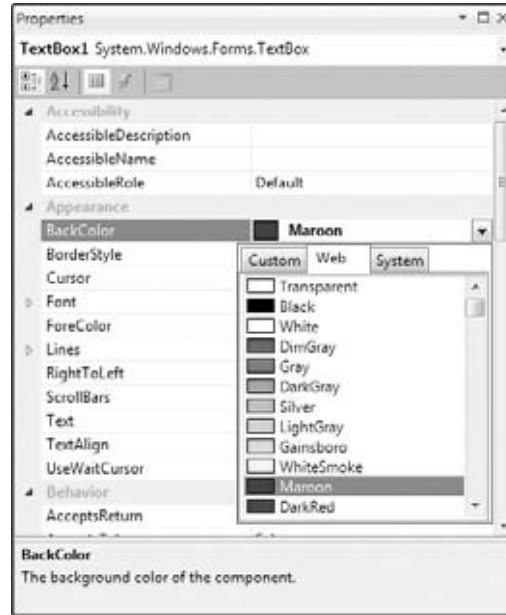 Properties
TextBox1 System.Windows.Forms.TextBox
Accessibility
AccessibleDescription
AccessibleName
AccessibleRole Default
Appearance
BackColor Maroon
BorderStyle
Cursor
Font
ForeColor
Lines
RightToLeft
ScrollBars
Text
TextAlign
UseWaitCursor
Behavior
AcceptsReturn
Custom Web System
Transparent
Black
White
DimGray
Gray
DarkGray
Silver
LightGray
Gainsboro
WhiteSmoke
Maroon
DarkRed
BackColor
The background color of the component.